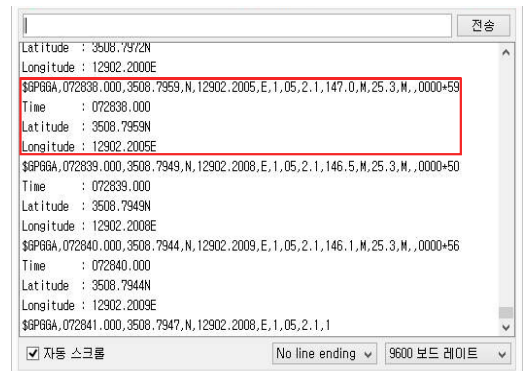 전송
Latitude : 3508.7972N
Longitude : 12902.2000E
$GPGGA,072838.000,3508.7959,N,12902.2005,E,1,05,2.1,147.0,M,25.3,M,,0000*59
Time : 072838.000
Latitude : 3508.7959N
Longitude : 12902.2005E
$GPGGA,072839.000,3508.7949,N,12902.2008,E,1,05,2.1,146.5,M,25.3,M,,0000*50
Time : 072839.000
Latitude : 3508.7949N
Longitude : 12902.2008E
$GPGGA,072840.000,3508.7944,N,12902.2009,E,1,05,2.1,146.1,M,25.3,M,,0000*56
Time : 072840.000
Latitude : 3508.7944N
Longitude : 12902.2009E
$GPGGA,072841.000,3508.7947,N,12902.2008,E,1,05,2.1,1
자동 스크롤 No line ending 9600 보드 레이트